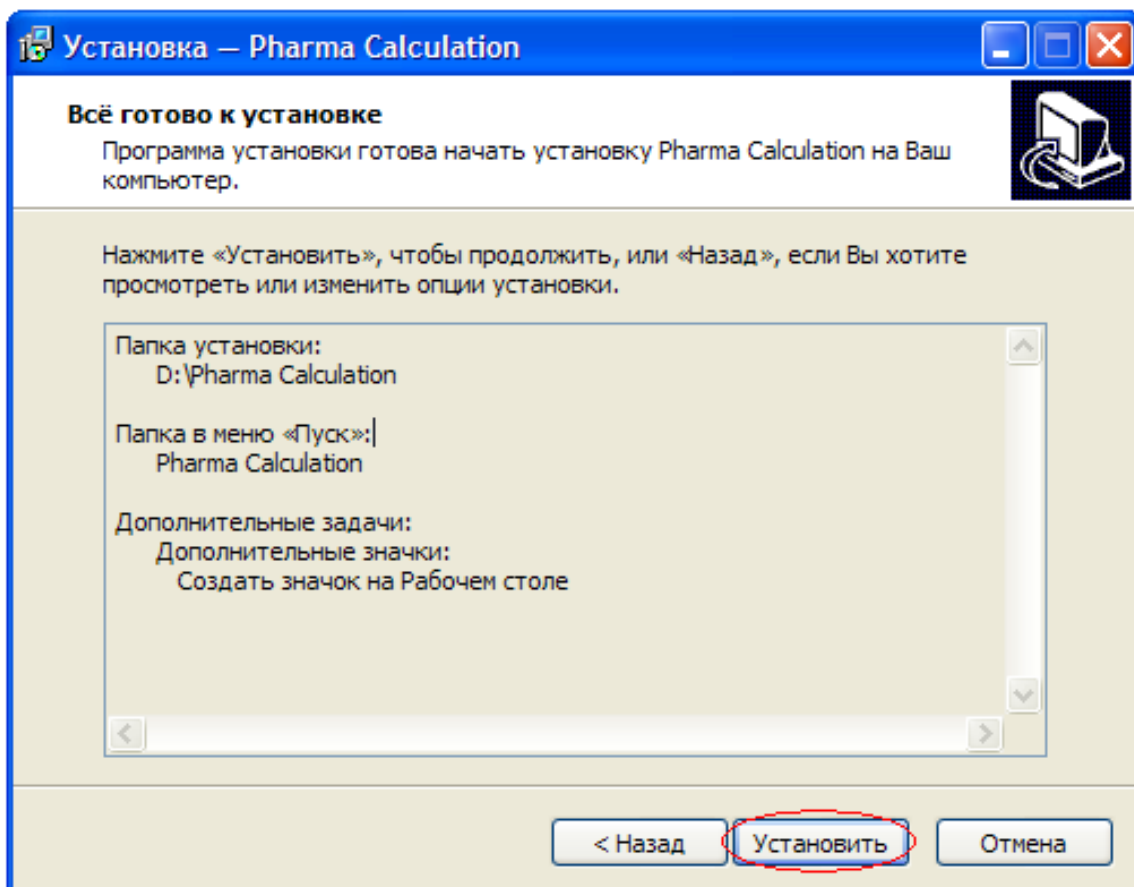 Установка — Pharma Calculation
Всё готово к установке
Программа установки готова начать установку Pharma Calculation на Ваш
компьютер.
Нажмите «Установить», чтобы продолжить, или «Назад», если Вы хотите
просмотреть или изменить опции установки.
Папка установки:
D:\Pharma Calculation
Папка в меню «Пуск»:
Pharma Calculation
Дополнительные задачи:
Дополнительные значки:
Создать значок на Рабочем столе
< Назад
Установить
Отмена